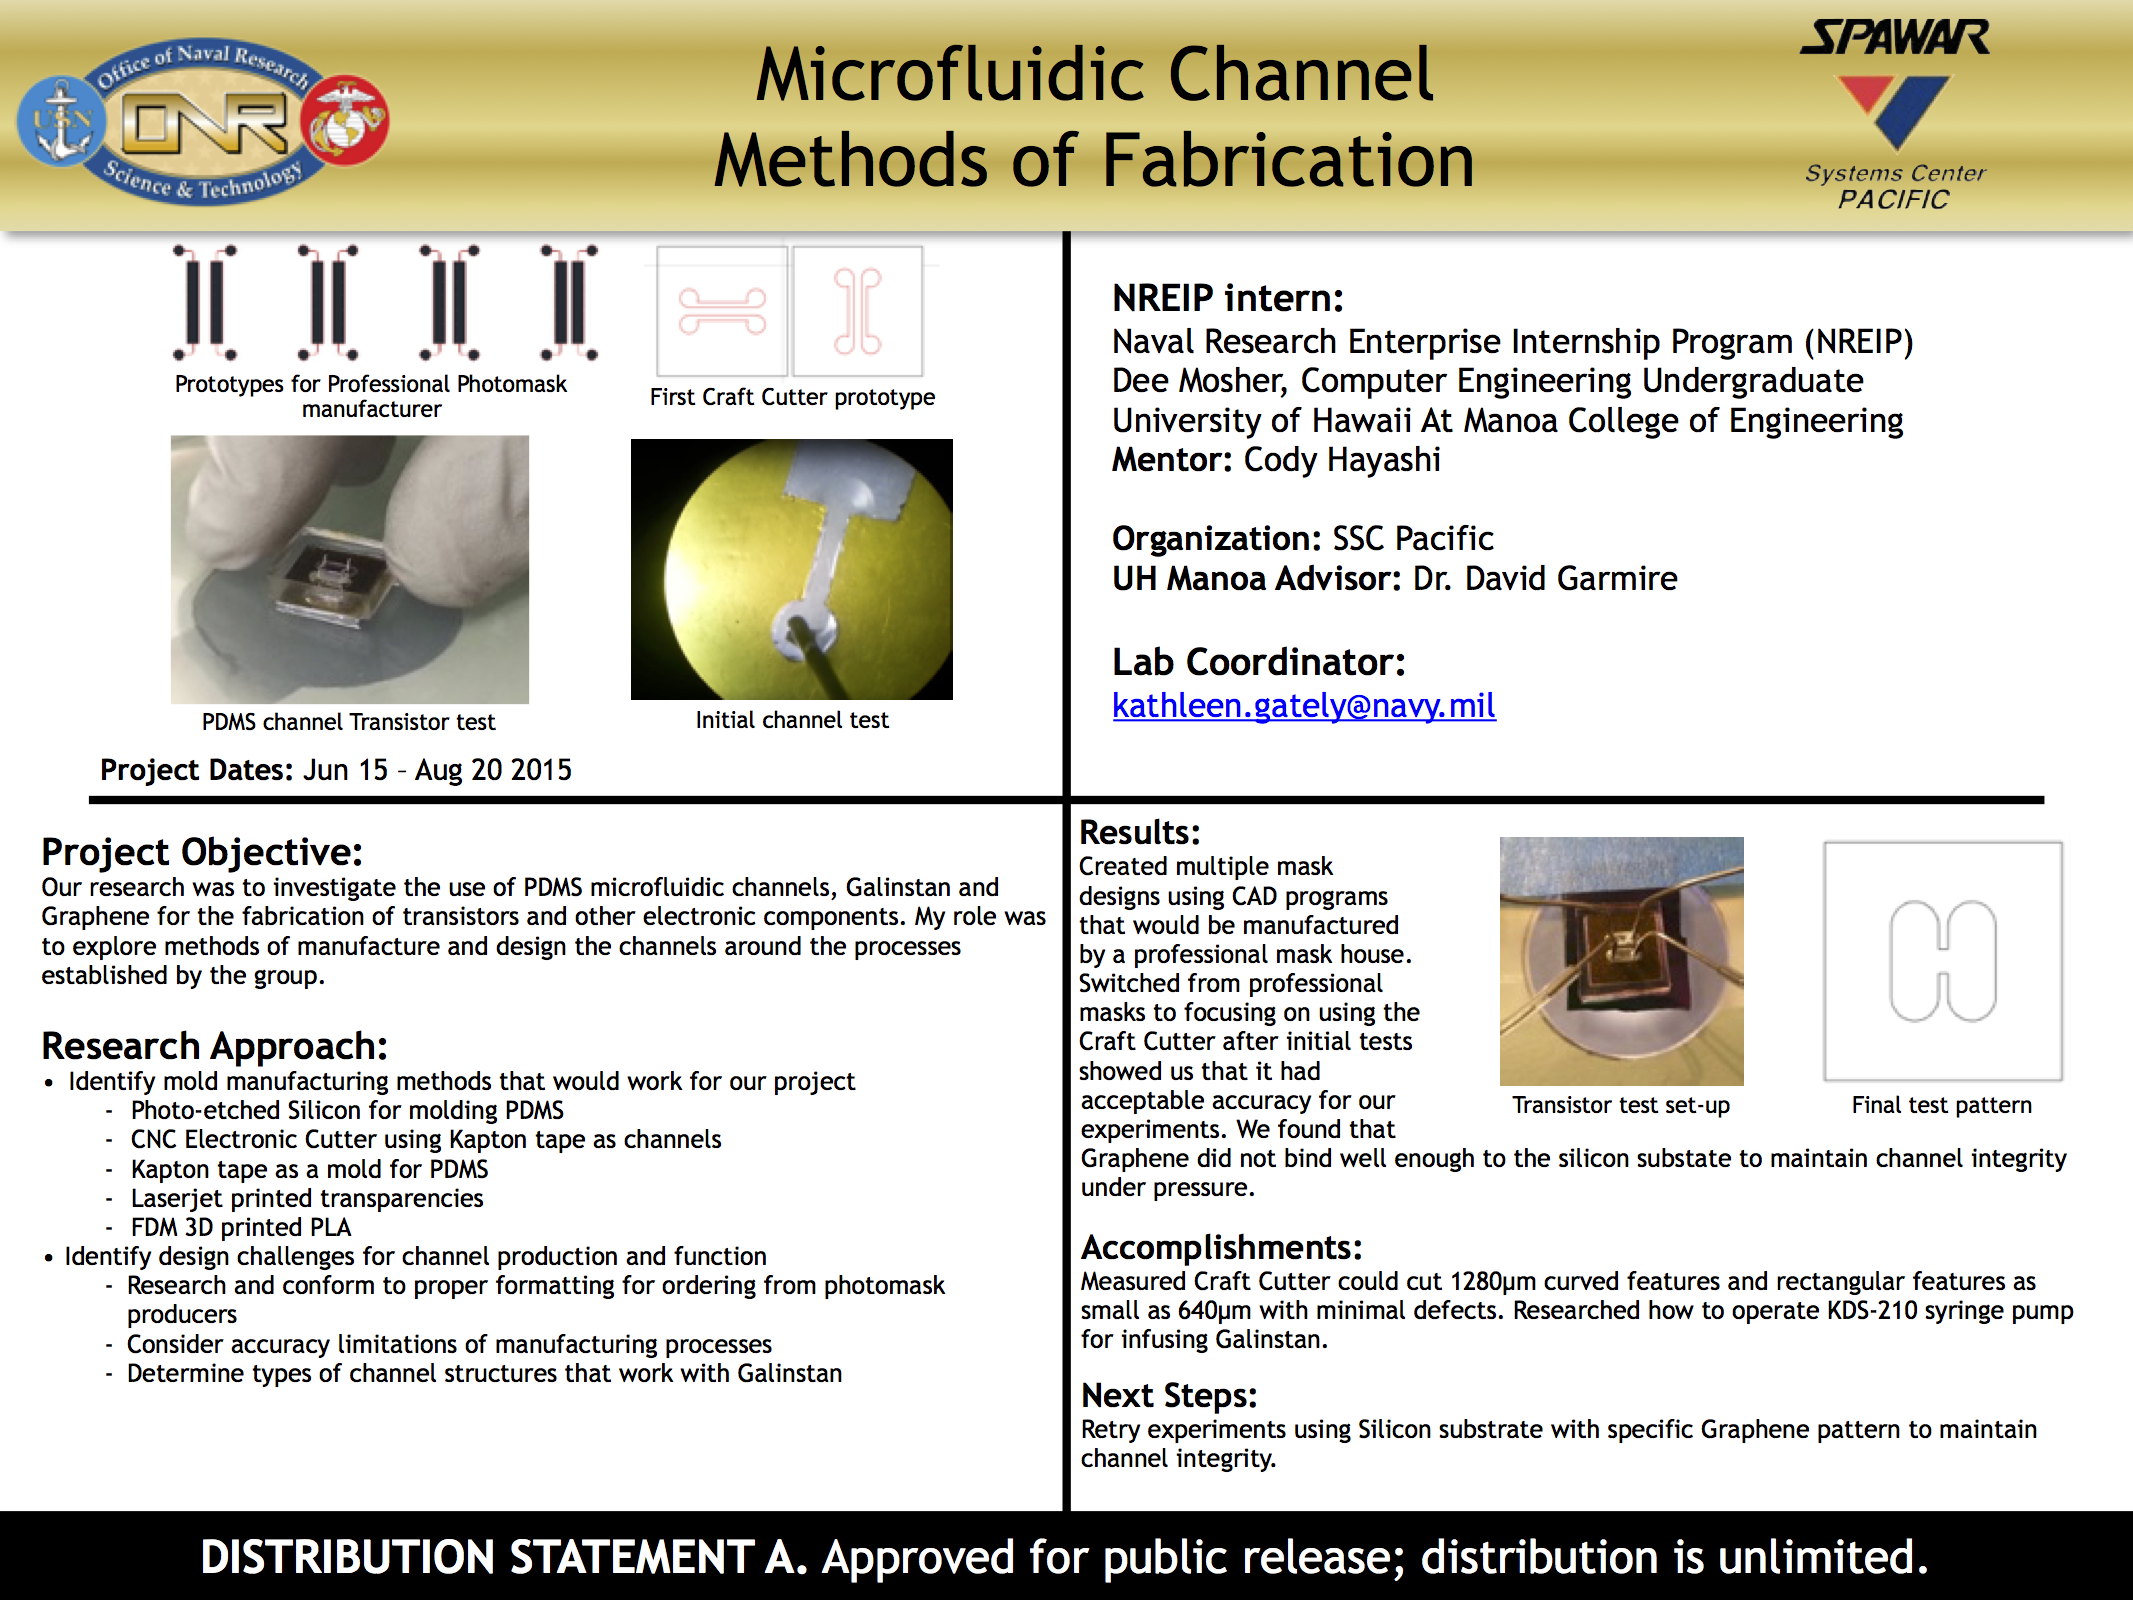 Office of Naval Research
USN
ONR
Science & Technology
Microfluidic Channel
Methods of Fabrication
SPAWAR
Systems Center
PACIFIC
Prototypes for Professional Photomask
manufacturer
First Craft Cutter prototype
PDMS channel Transistor test
Initial channel test
Project Dates: Jun 15 – Aug 20 2015
NREIP intern:
Naval Research Enterprise Internship Program (NREIP)
Dee Mosher, Computer Engineering Undergraduate
University of Hawaii At Manoa College of Engineering
Mentor: Cody Hayashi
Organization: SSC Pacific
UH Manoa Advisor: Dr. David Garmire
Lab Coordinator:
kathleen.gately@navy.mil
Project Objective:
Our research was to investigate the use of PDMS microfluidic channels, Galinstan and
Graphene for the fabrication of transistors and other electronic components. My role was
to explore methods of manufacture and design the channels around the processes
established by the group.
Research Approach:
• Identify mold manufacturing methods that would work for our project
- Photo-etched Silicon for molding PDMS
- CNC Electronic Cutter using Kapton tape as channels
- Kapton tape as a mold for PDMS
- Laserjet printed transparencies
- FDM 3D printed PLA
• Identify design challenges for channel production and function
- Research and conform to proper formatting for ordering from photomask
producers
- Consider accuracy limitations of manufacturing processes
- Determine types of channel structures that work with Galinstan
Results:
Created multiple mask
designs using CAD programs
that would be manufactured
by a professional mask house.
Switched from professional
masks to focusing on using the
Craft Cutter after initial tests
showed us that it had
acceptable accuracy for our
experiments. We found that
Graphene did not bind well enough to the silicon substate to maintain channel integrity
under pressure.
Transistor test set-up
Final test pattern
Accomplishments:
Measured Craft Cutter could cut 1280µm curved features and rectangular features as
small as 640µm with minimal defects. Researched how to operate KDS-210 syringe pump
for infusing Galinstan.
Next Steps:
Retry experiments using Silicon substrate with specific Graphene pattern to maintain
channel integrity.
DISTRIBUTION STATEMENT A. Approved for public release; distribution is unlimited.